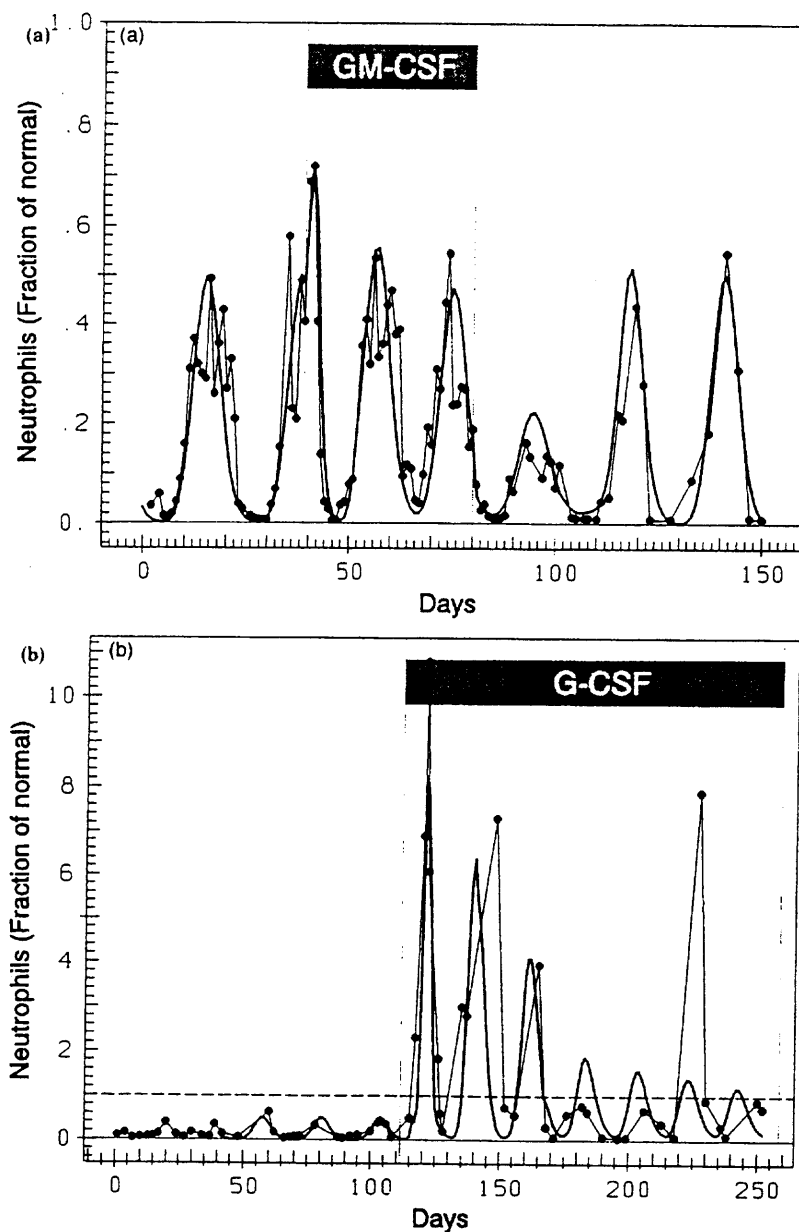 (a) (a)
1.0
GM-CSF
.8
.6
.4
.2
0.
Neutrophils (Fraction of normal)
0 50 100 150
Days
(b) (b)
G-CSF
10
8
6
4
2
0
Neutrophils (Fraction of normal)
0 50 100 150 200 250
Days